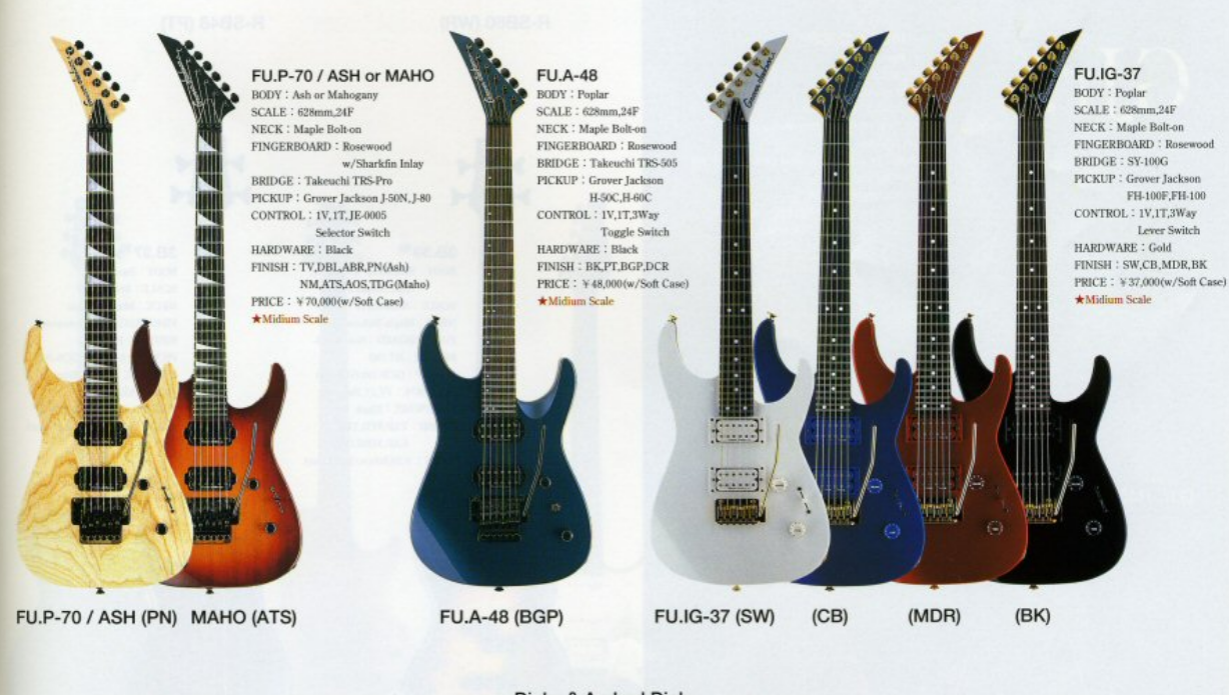 FU.P-70 / ASH or MAHO
BODY : Ash or Mahogany
SCALE : 628mm,24F
NECK : Maple Bolt-on
FINGERBOARD : Rosewood
w/Sharkfin Inlay
BRIDGE : Takeuchi TRS-Pro
PICKUP : Grover Jackson J-50N,J-80
CONTROL : 1V,1T,JE-0005
Selector Switch
HARDWARE : Black
FINISH : TV,DBL,ABR,PN(Ash)
NM,ATS,AOS,TDG(Maho)
PRICE : ¥70,000(w/Soft Case)
★Midium Scale
FU.A-48
BODY : Poplar
SCALE : 628mm,24F
NECK : Maple Bolt-on
FINGERBOARD : Rosewood
BRIDGE : Takeuchi TRS-505
PICKUP : Grover Jackson
H-50C,H-60C
CONTROL : 1V,1T,3Way
Toggle Switch
HARDWARE : Black
FINISH : BK,PT,BGP,DCR
PRICE : ¥48,000(w/Soft Case)
★Midium Scale
FU.IG-37
BODY : Poplar
SCALE : 628mm,24F
NECK : Maple Bolt-on
FINGERBOARD : Rosewood
BRIDGE : SY-100G
PICKUP : Grover Jackson
FH-100F,FH-100
CONTROL : 1V,1T,3Way
Lever Switch
HARDWARE : Gold
FINISH : SW,CB,MDR,BK
PRICE : ¥37,000(w/Soft Case)
★Midium Scale
FU.P-70 / ASH (PN) MAHO (ATS)
FU.A-48 (BGP)
FU.IG-37 (SW) (CB) (MDR) (BK)